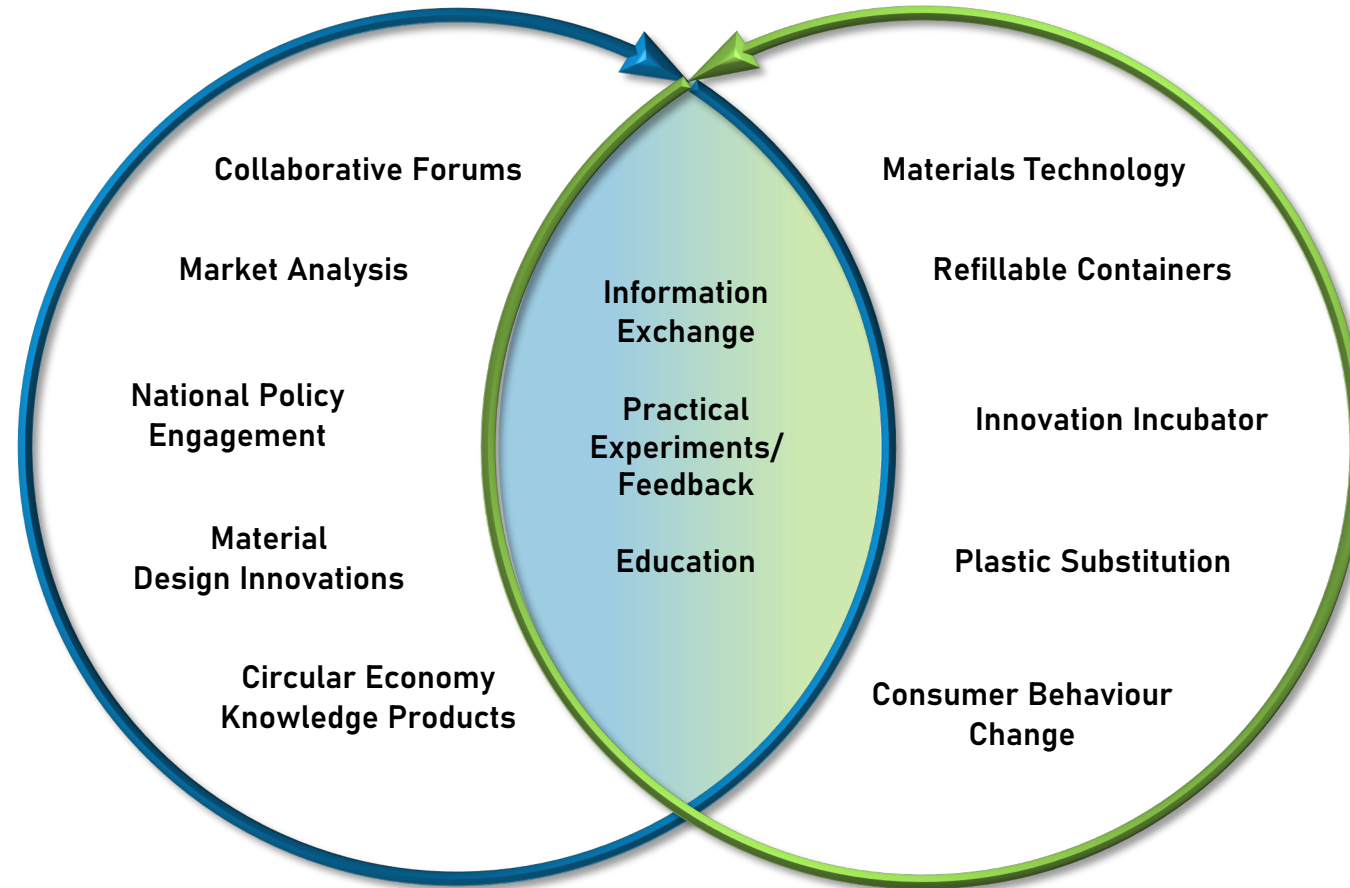 Collaborative Forums
Market Analysis
National Policy
Engagement
Material
Design Innovations
Circular Economy
Knowledge Products
Information
Exchange
Practical
Experiments/
Feedback
Education
Materials Technology
Refillable Containers
Innovation Incubator
Plastic Substitution
Consumer Behaviour
Change